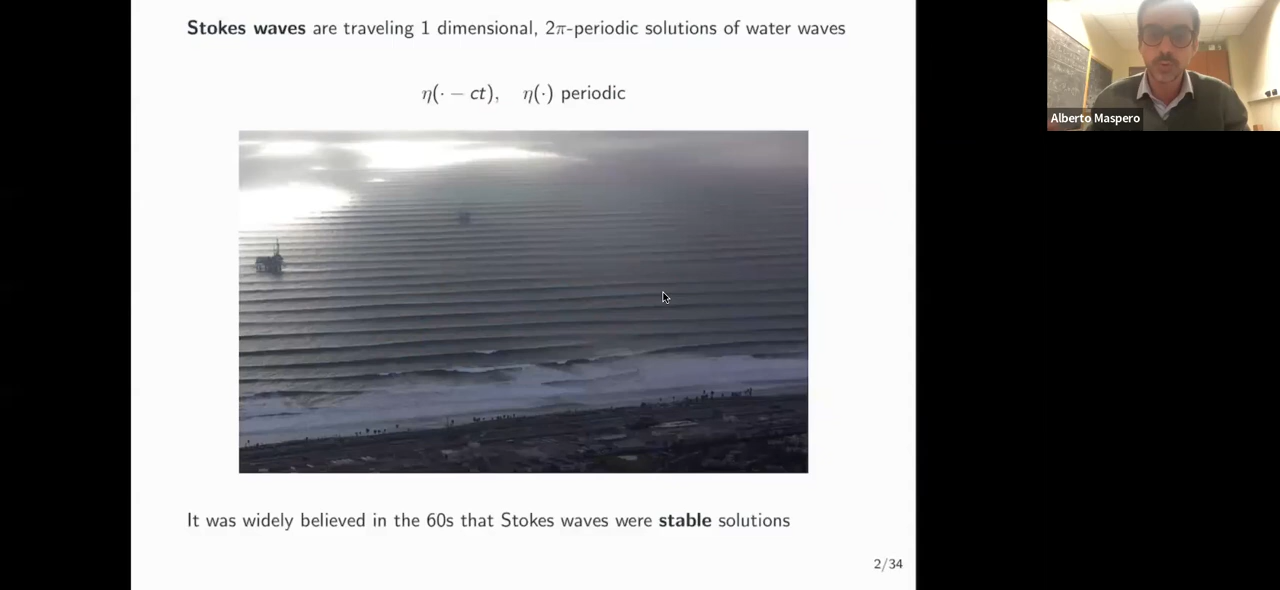 Stokes waves are traveling 1 dimensional, 2π-periodic solutions of water waves
η(· − ct), η(·) periodic
It was widely believed in the 60s that Stokes waves were stable solutions
2/34
Alberto Maspero